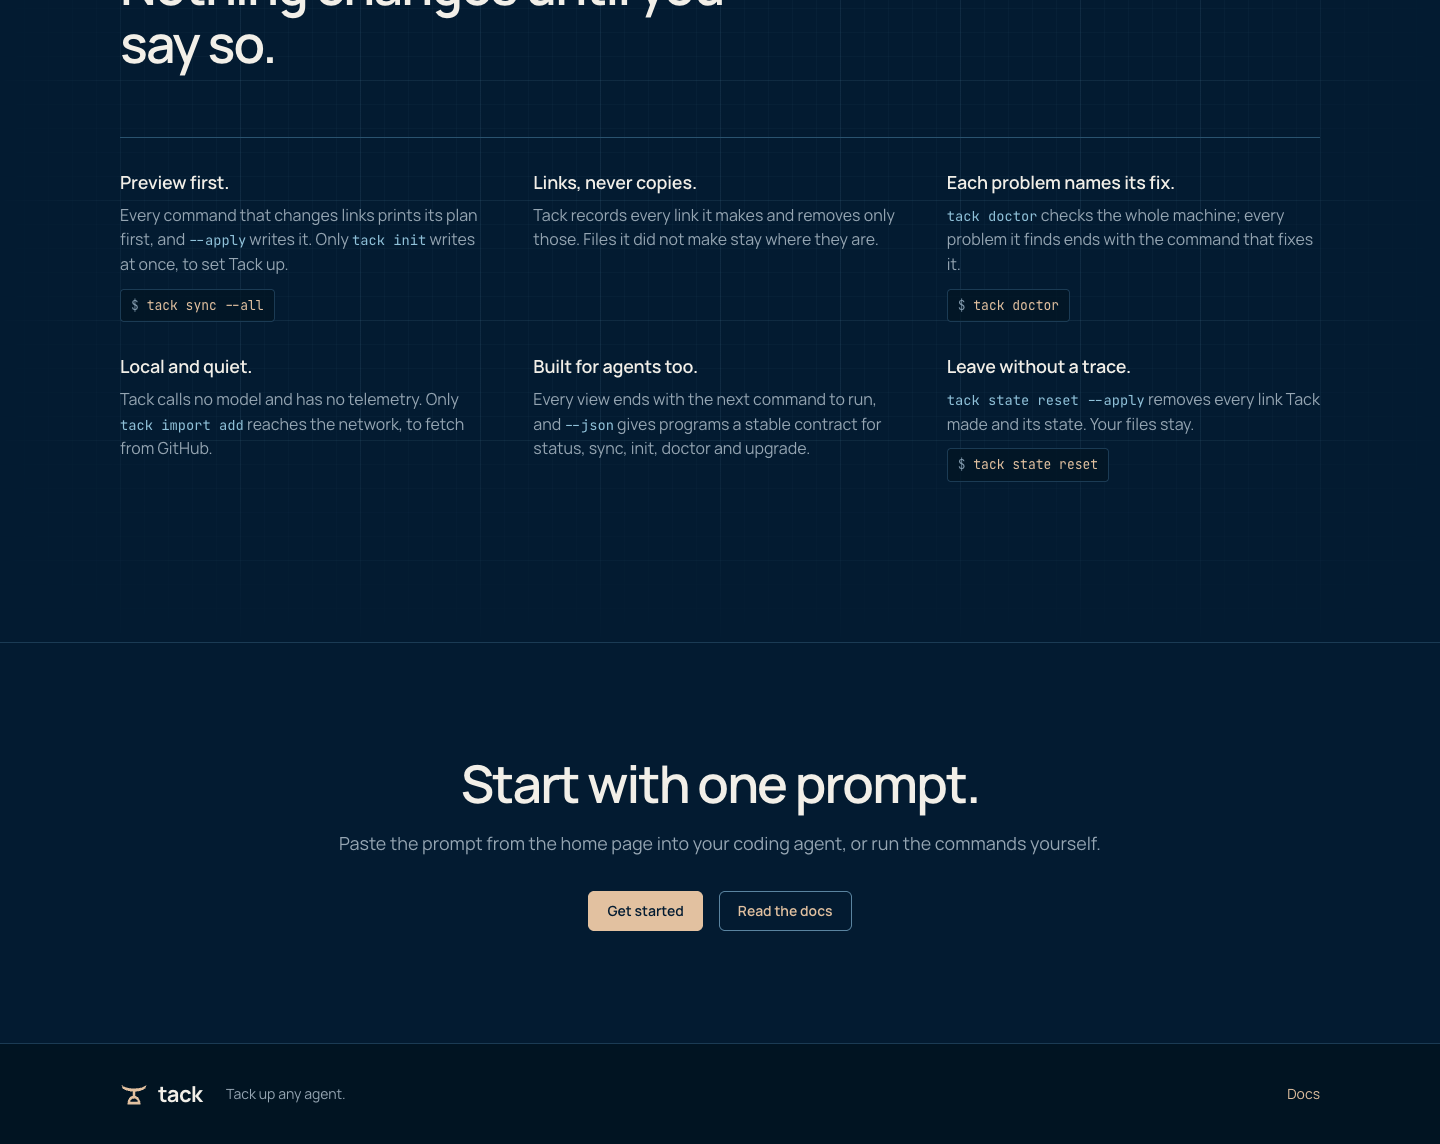 Nothing changes until you
say so.
Preview first.
Every command that changes links prints its plan
first, and --apply writes it. Only tack init writes
at once, to set Tack up.
$ tack sync --all
Links, never copies.
Tack records every link it makes and removes only
those. Files it did not make stay where they are.
Each problem names its fix.
tack doctor checks the whole machine; every
problem it finds ends with the command that fixes
it.
$ tack doctor
Local and quiet.
Tack calls no model and has no telemetry. Only
tack import add reaches the network, to fetch
from GitHub.
Built for agents too.
Every view ends with the next command to run,
and --json gives programs a stable contract for
status, sync, init, doctor and upgrade.
Leave without a trace.
tack state reset --apply removes every link Tack
made and its state. Your files stay.
$ tack state reset
Start with one prompt.
Paste the prompt from the home page into your coding agent, or run the commands yourself.
Get started
Read the docs
tack
Tack up any agent.
Docs